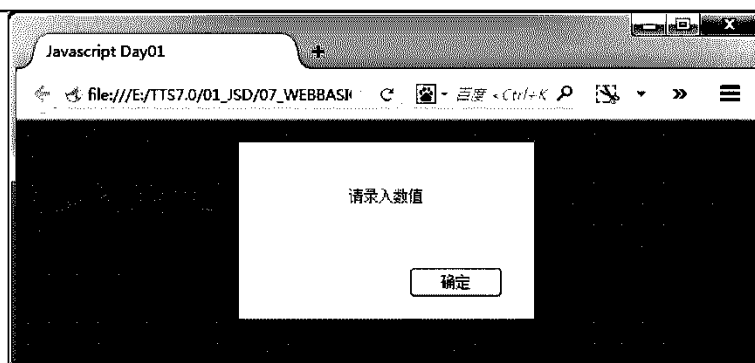 Javascript Day01
file:///E:/TTS7.0/01_JSD/07_WEBBASI
百度 <Ctrl+K
请录入数值
确定